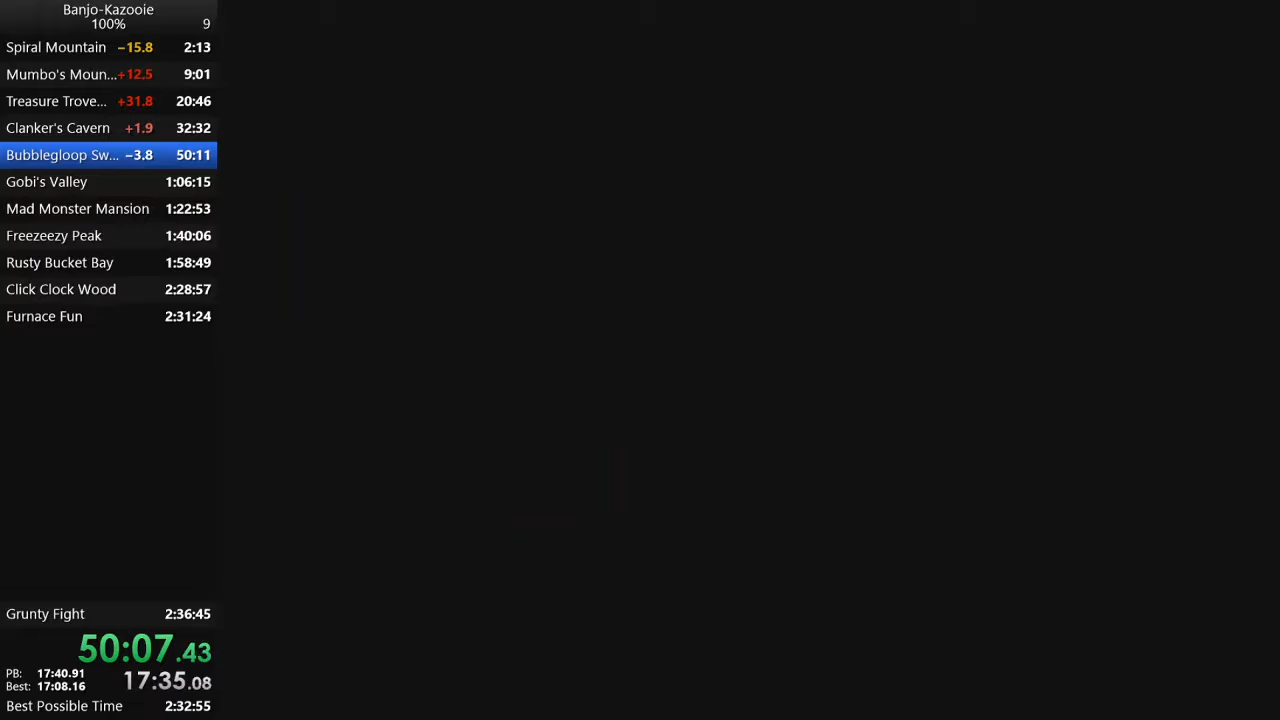 Banjo-Kazooie
100% 9
Spiral Mountain −15.8 2:13
Mumbo's Moun... +12.5 9:01
Treasure Trove... +31.8 20:46
Clanker's Cavern +1.9 32:32
Bubblegloop Sw... −3.8 50:11
Gobi's Valley 1:06:15
Mad Monster Mansion 1:22:53
Freezeezy Peak 1:40:06
Rusty Bucket Bay 1:58:49
Click Clock Wood 2:28:57
Furnace Fun 2:31:24
Grunty Fight 2:36:45
50:07.43
PB: 17:40.91
Best: 17:08.16
17:35.08
Best Possible Time 2:32:55